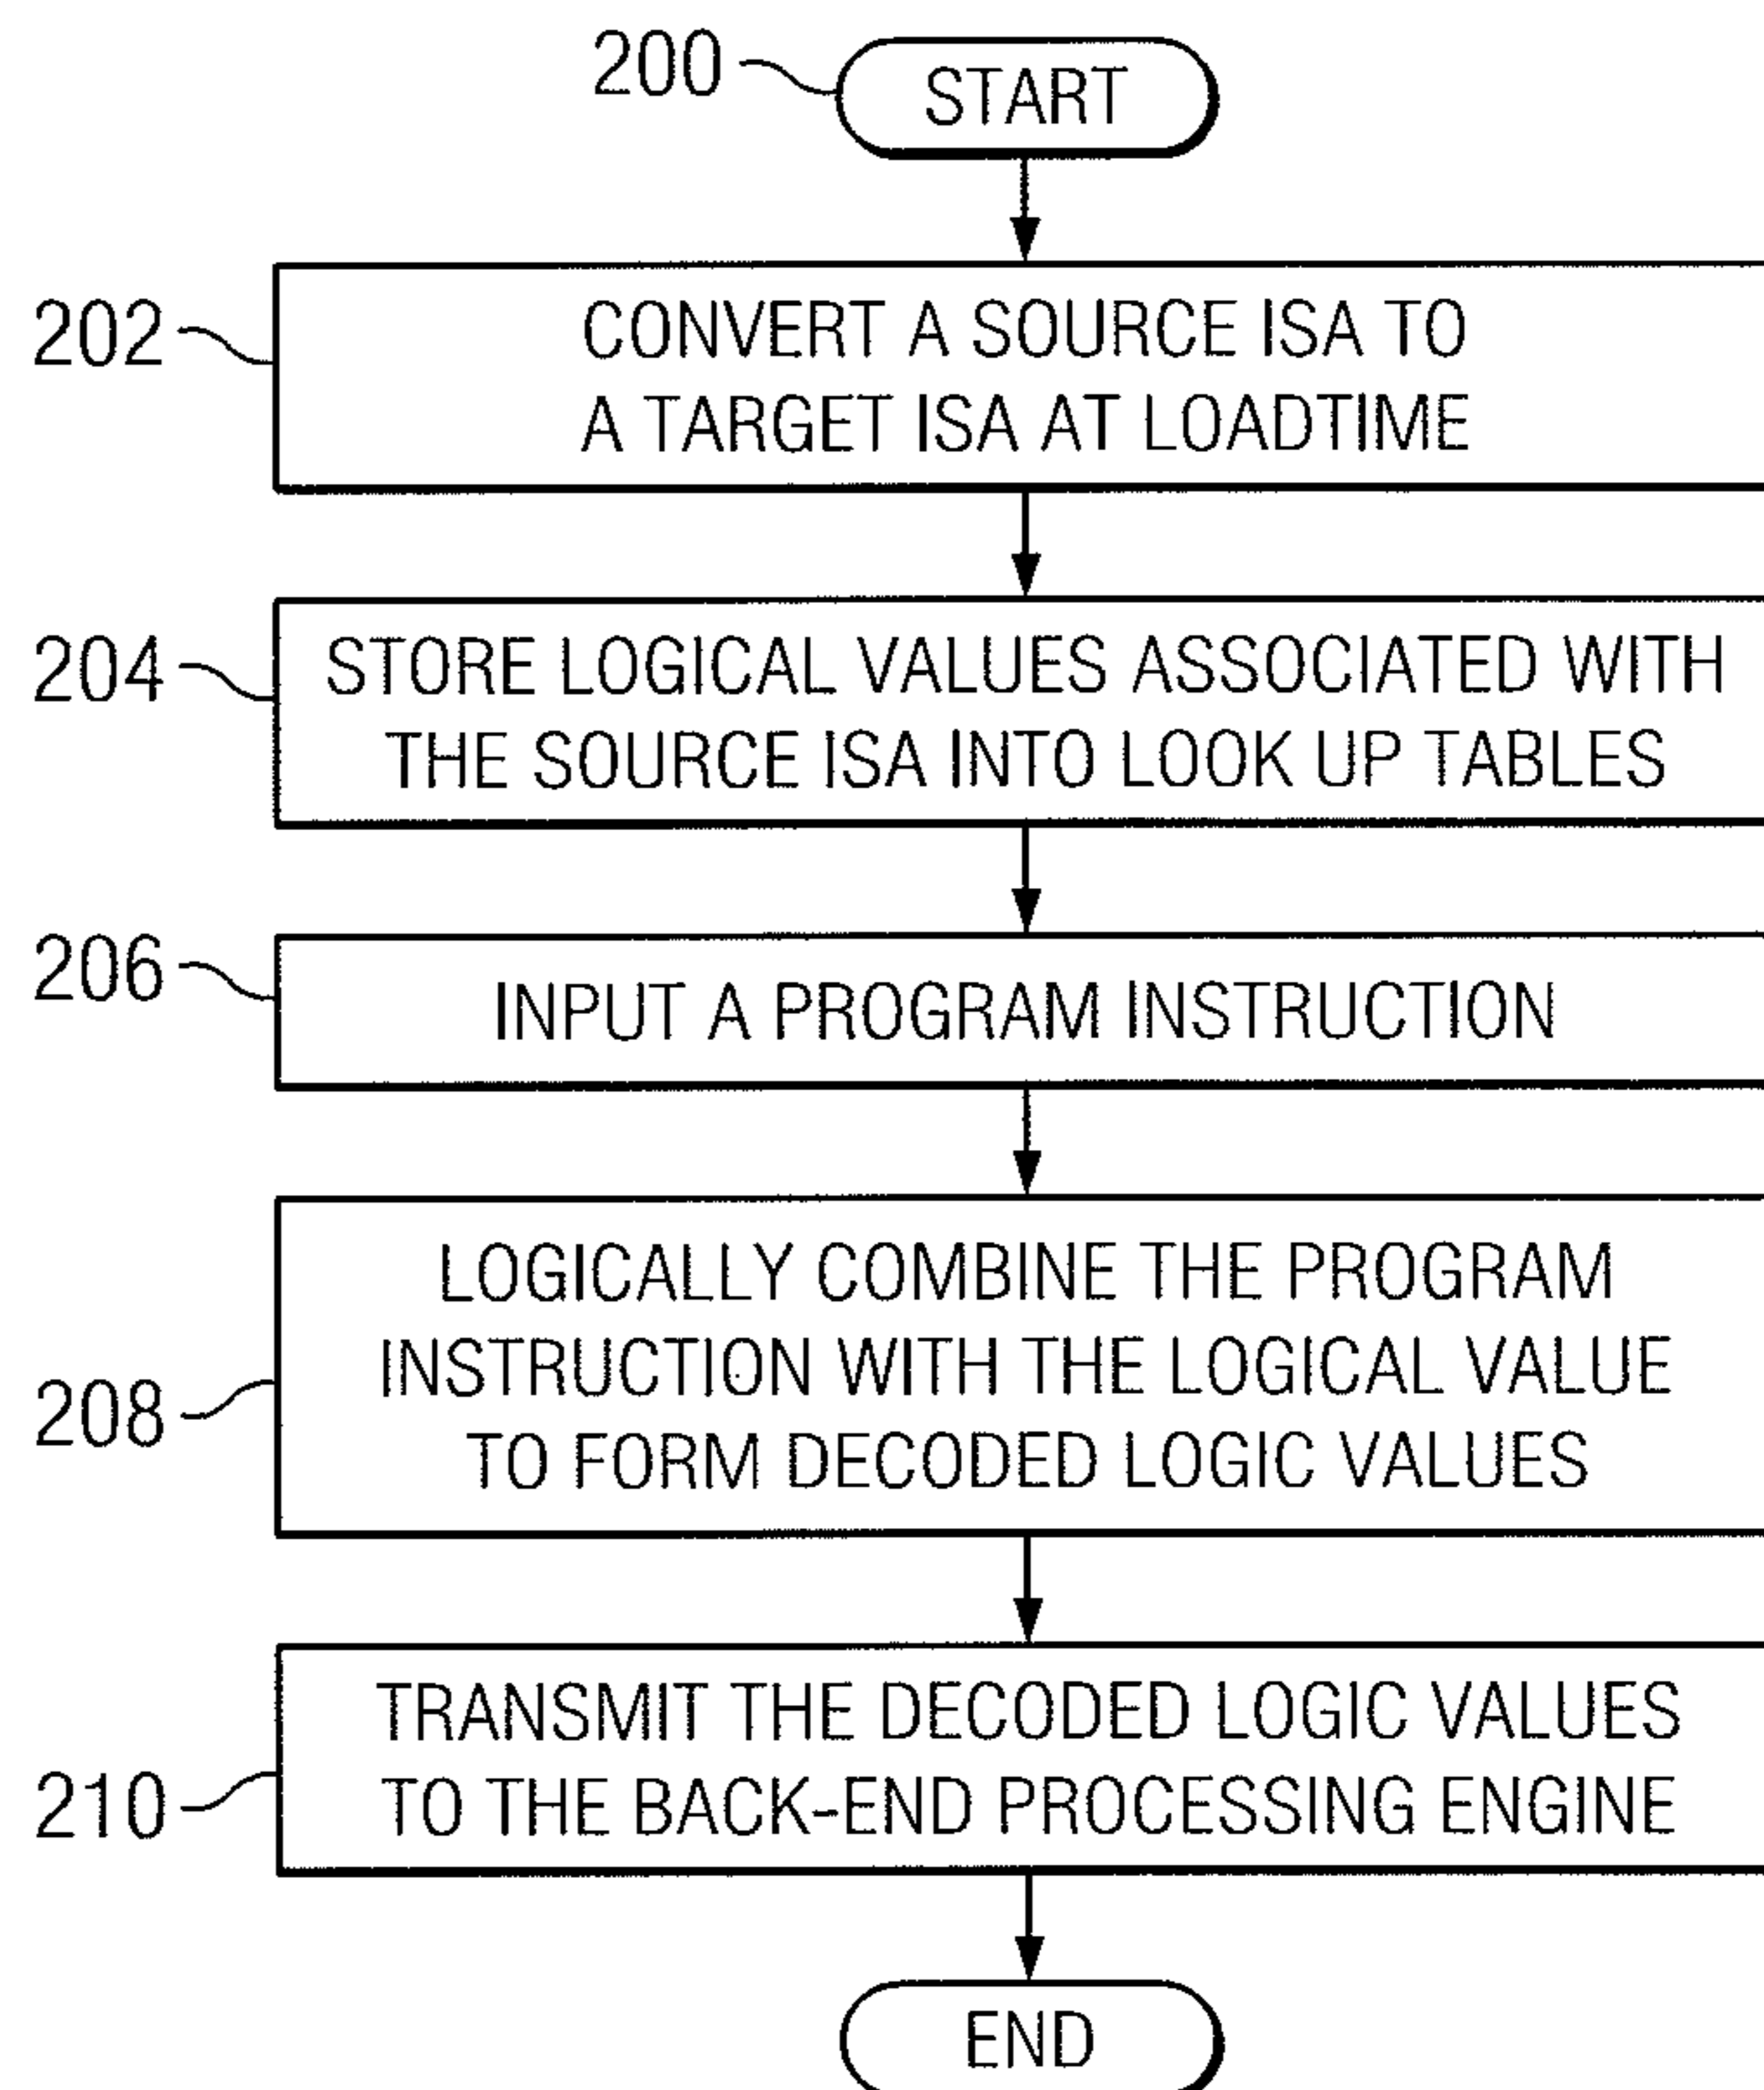 200
START
202
CONVERT A SOURCE ISA TO
A TARGET ISA AT LOADTIME
204
STORE LOGICAL VALUES ASSOCIATED WITH
THE SOURCE ISA INTO LOOK UP TABLES
206
INPUT A PROGRAM INSTRUCTION
208
LOGICALLY COMBINE THE PROGRAM
INSTRUCTION WITH THE LOGICAL VALUE
TO FORM DECODED LOGIC VALUES
210
TRANSMIT THE DECODED LOGIC VALUES
TO THE BACK-END PROCESSING ENGINE
END